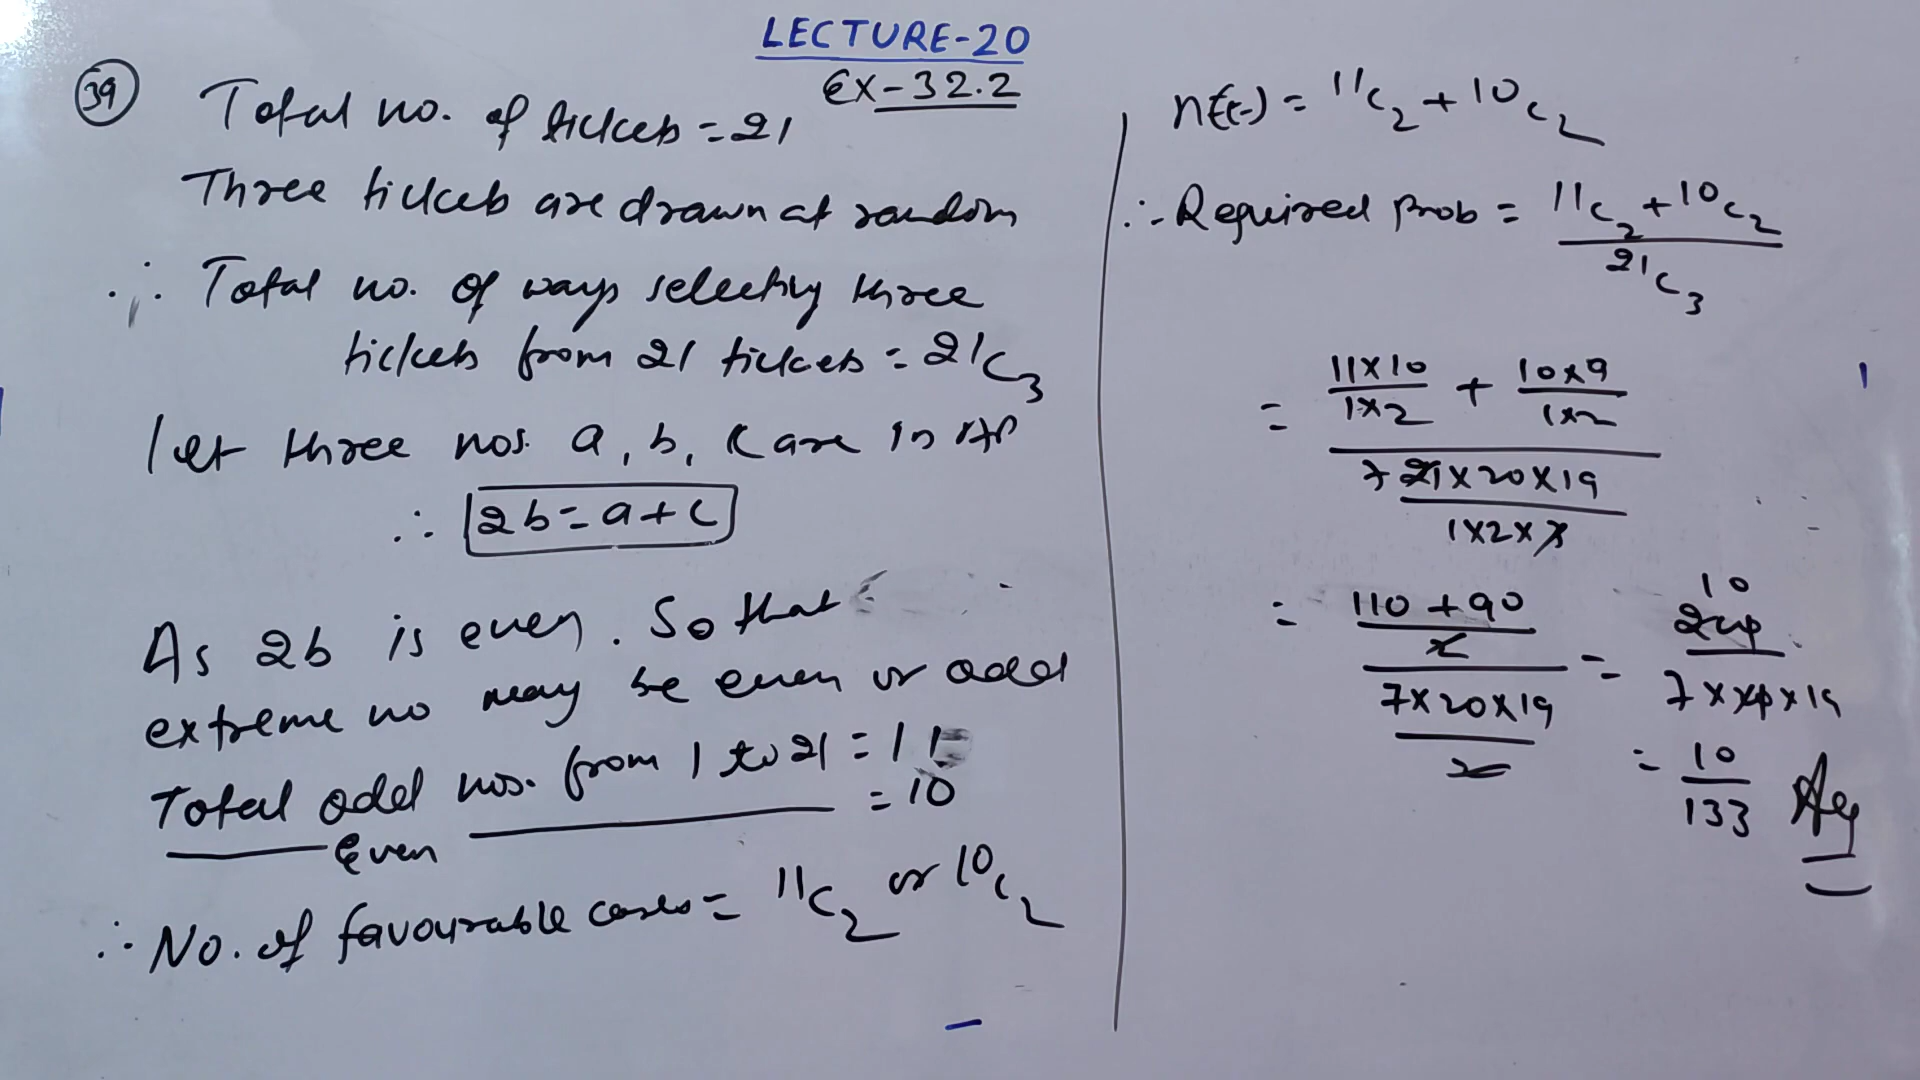 LECTURE-20
Ex-32.2
39
Total no. of tickets = 21
Three tickets are drawn at random
∴ Total no. of ways selecting three
tickets from 21 tickets = 21C3
let three nos. a, b, c are in AP
∴ 2b = a+c
As 2b is even. So that
extreme no may be even or odd
Total odd nos. from 1 to 21 = 11
Even = 10
∴ No. of favourable cases = 11C2 or 10C2
n(E) = 11C2 + 10C2
∴ Required prob = 11C2 + 10C2 / 21C3
= 11×10 / 1×2 + 10×9 / 1×2
7 21×20×19 / 1×2×3
= 110+90 / 2 / 7×20×19 / 2 = 10 200 / 7×20×19
= 10 / 133 Ans